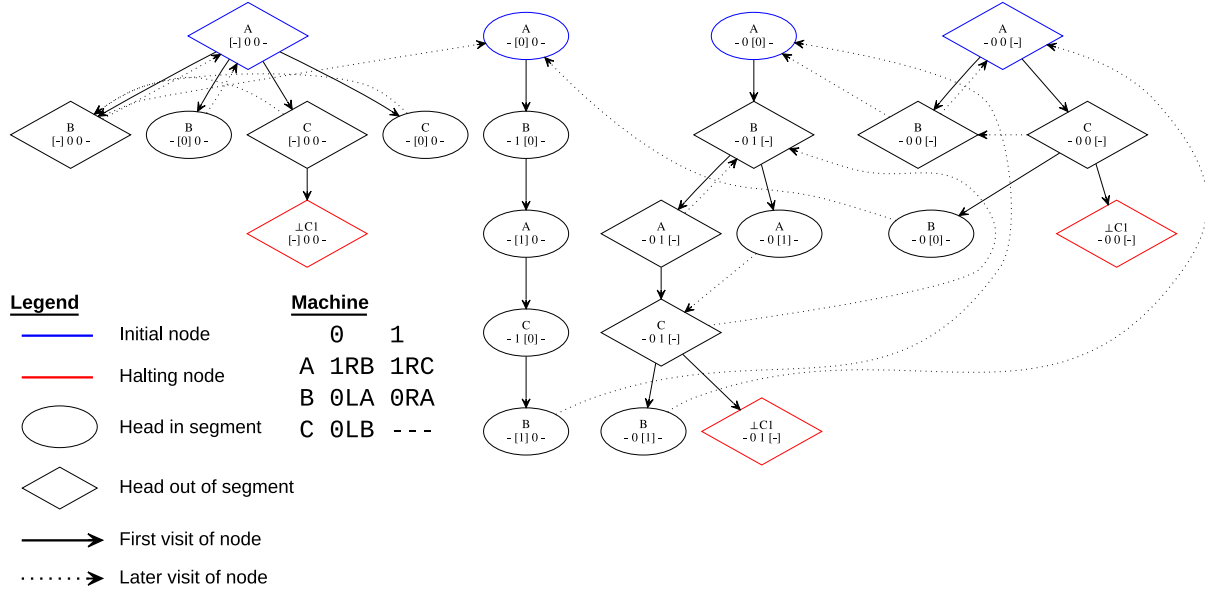 A
[-] 0 0 -
A
- [0] 0 -
A
- 0 [0] -
A
- 0 0 [-]
B
[-] 0 0 -
B
- [0] 0 -
C
[-] 0 0 -
C
- [0] 0 -
B
- 1 [0] -
B
- 0 1 [-]
B
- 0 0 [-]
C
- 0 0 [-]
⊥C1
[-] 0 0 -
A
- [1] 0 -
A
- 0 1 [-]
A
- 0 [1] -
B
- 0 [0] -
⊥C1
- 0 0 [-]
C
- 1 [0] -
C
- 0 1 [-]
B
- [1] 0 -
B
- 0 [1] -
⊥C1
- 0 1 [-]
Legend
Initial node
Halting node
Head in segment
Head out of segment
First visit of node
Later visit of node
Machine
0 1
A 1RB 1RC
B 0LA 0RA
C 0LB ---